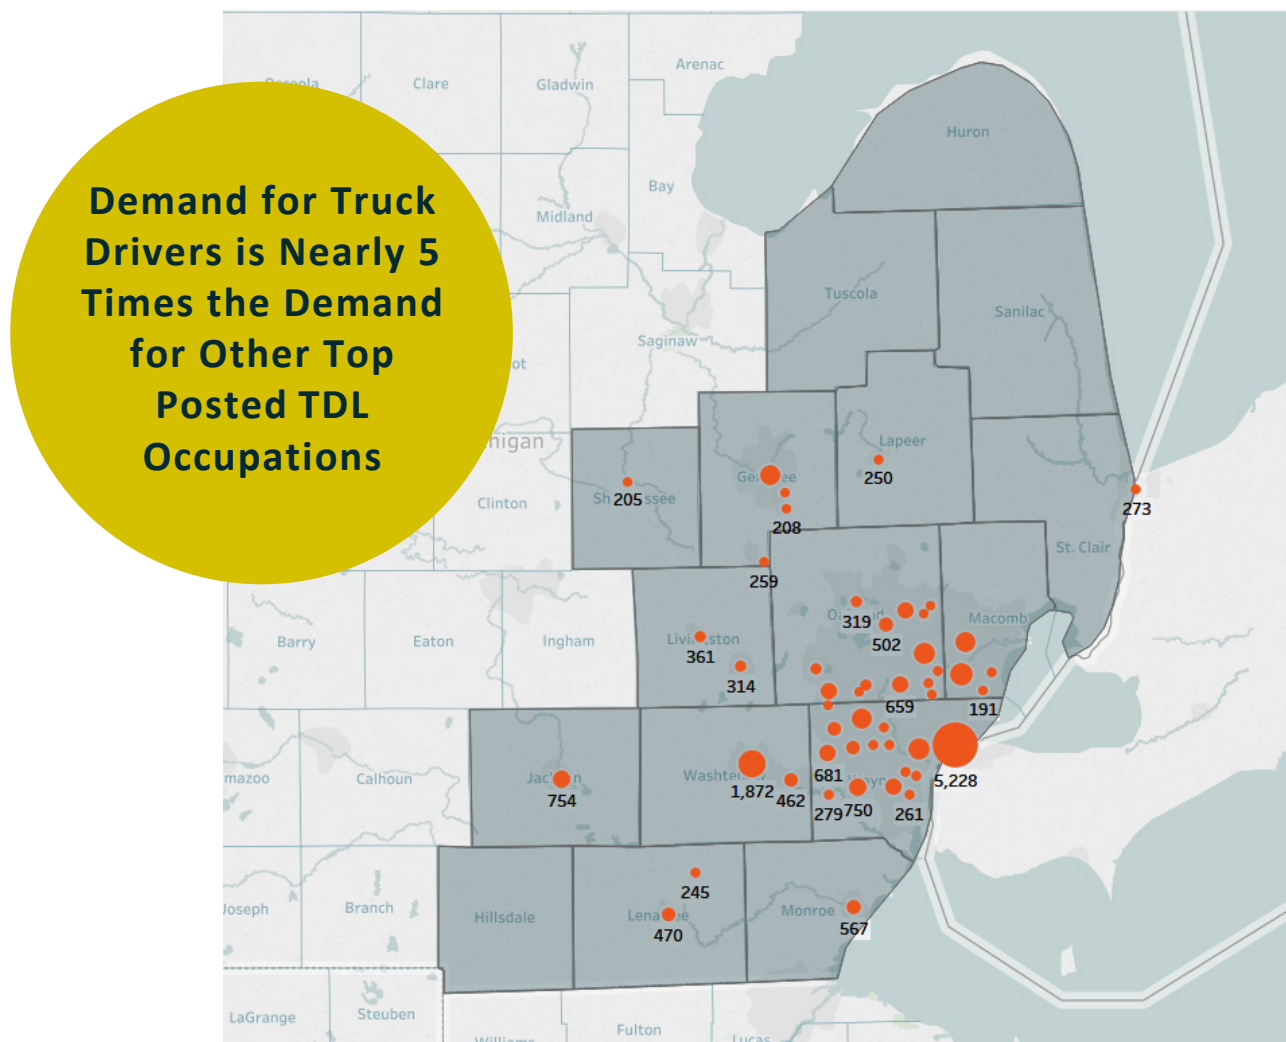 Demand for Truck
Drivers is Nearly 5
Times the Demand
for Other Top
Posted TDL
Occupations
Clare
Gladwin
Arenac
Huron
Bay
Midland
Tuscola
Sanilac
Saginaw
Lapeer
250
205
208
273
Clinton
St. Clair
259
319
502
Macomb
Barry
Eaton
Ingham
361
314
659
191
Calhoun
754
1,872
462
681
279
750
261
5,228
245
470
Monroe
567
Joseph
Branch
Hillsdale
LaGrange
Steuben
Fulton